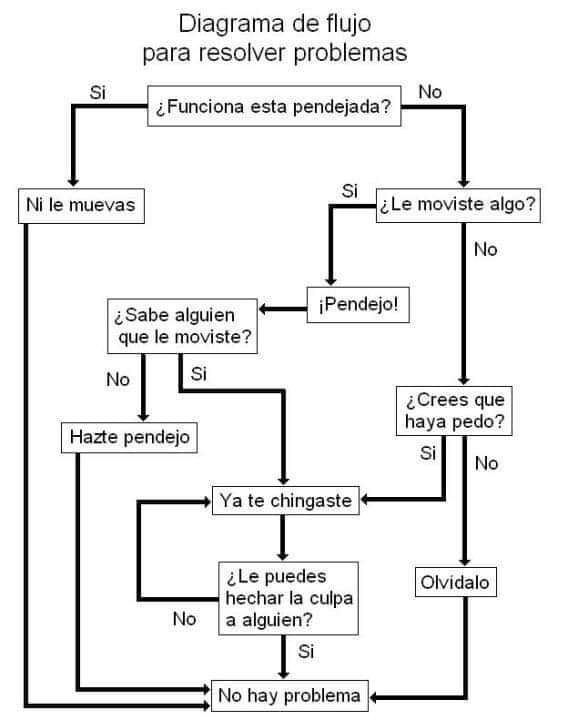 Diagrama de flujo
para resolver problemas
Si
¿Funciona esta pendejada?
No
Ni le muevas
Si
¿Le moviste algo?
No
¡Pendejo!
¿Sabe alguien
que le moviste?
No
Si
¿Crees que
haya pedo?
Hazte pendejo
Si
No
Ya te chingaste
¿Le puedes
hechar la culpa
a alguien?
No
Olvidalo
Si
No hay problema